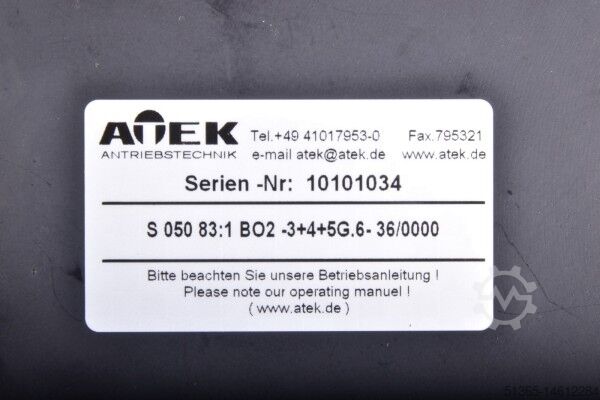 ATEK
ANTRIEBSTECHNIK
Tel.+49 41017953-0 Fax.795321
e-mail atek@atek.de www.atek.de
Serien -Nr: 10101034
S 050 83:1 BO2 -3+4+5G.6- 36/0000
Bitte beachten Sie unsere Betriebsanleitung !
Please note our operating manuel !
( www.atek.de )
51355-14612284